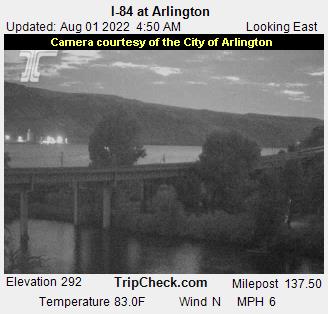 I-84 at Arlington
Updated: Aug 01 2022 4:50 AM Looking East
Camera courtesy of the City of Arlington
Elevation 292 TripCheck.com Milepost 137.50
Temperature 83.0F Wind N MPH 6